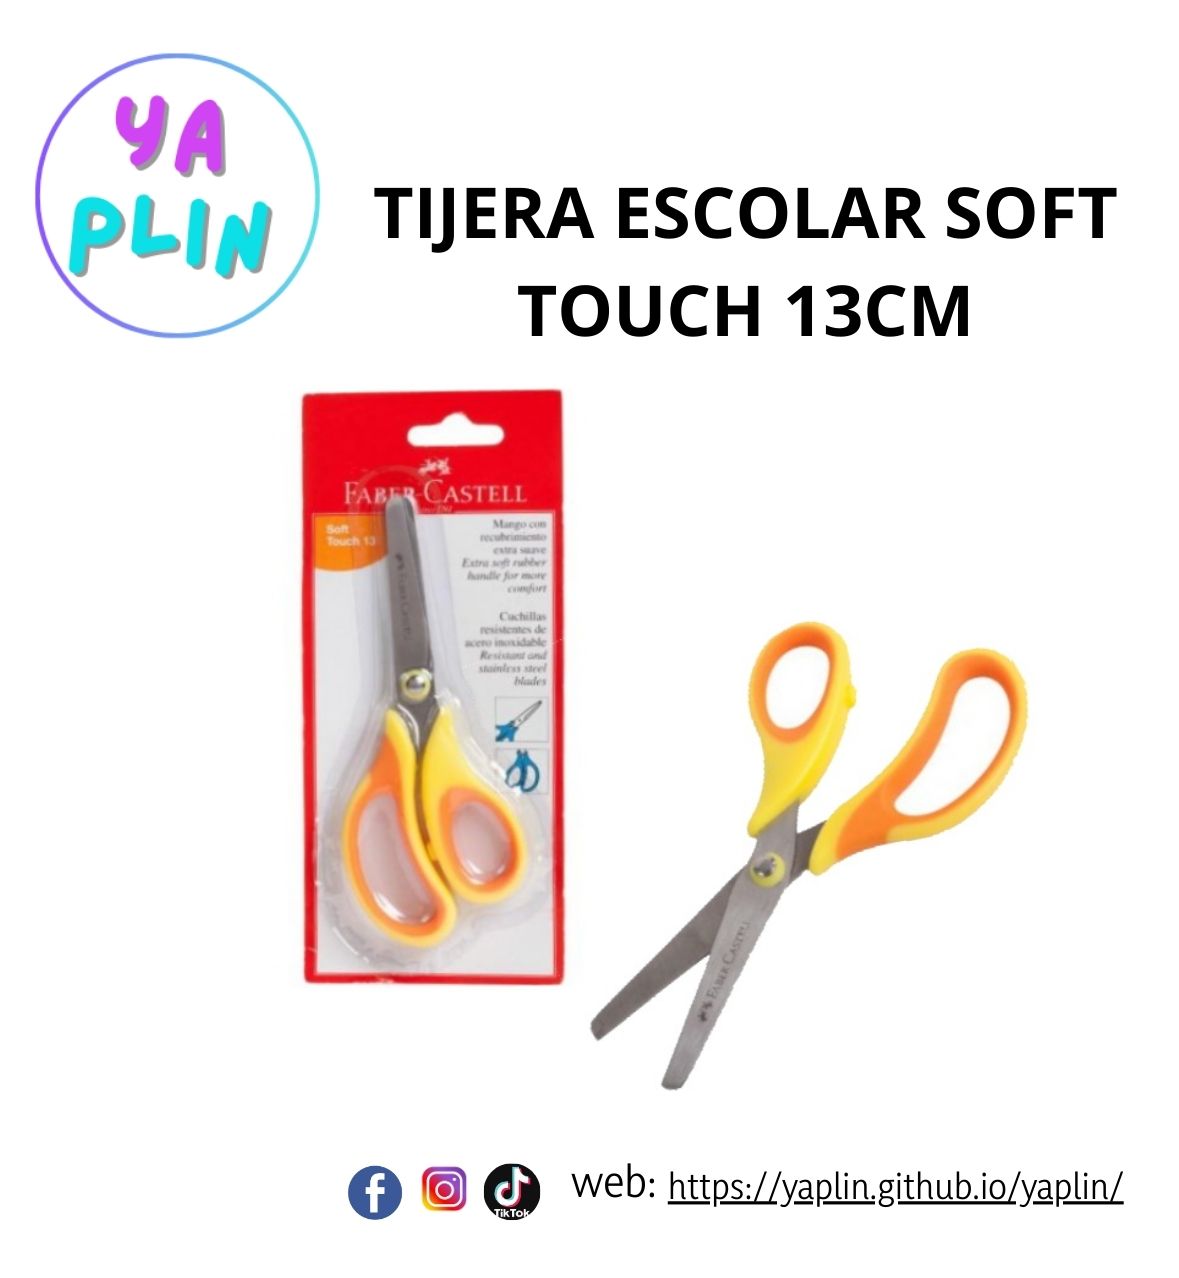 YA
PLIN
TIJERA ESCOLAR SOFT
TOUCH 13CM
FABER-CASTELL
Soft
Touch 13
Mango con
recubrimiento
extra suave
Extra soft rubber
handle for more
comfort
Cuchillas
resistentes de
acero inoxidable
Resistant and
stainless steel
blades
FABER CASTELL
FABER CASTELL
TikTok
web: https://yaplin.github.io/yaplin/